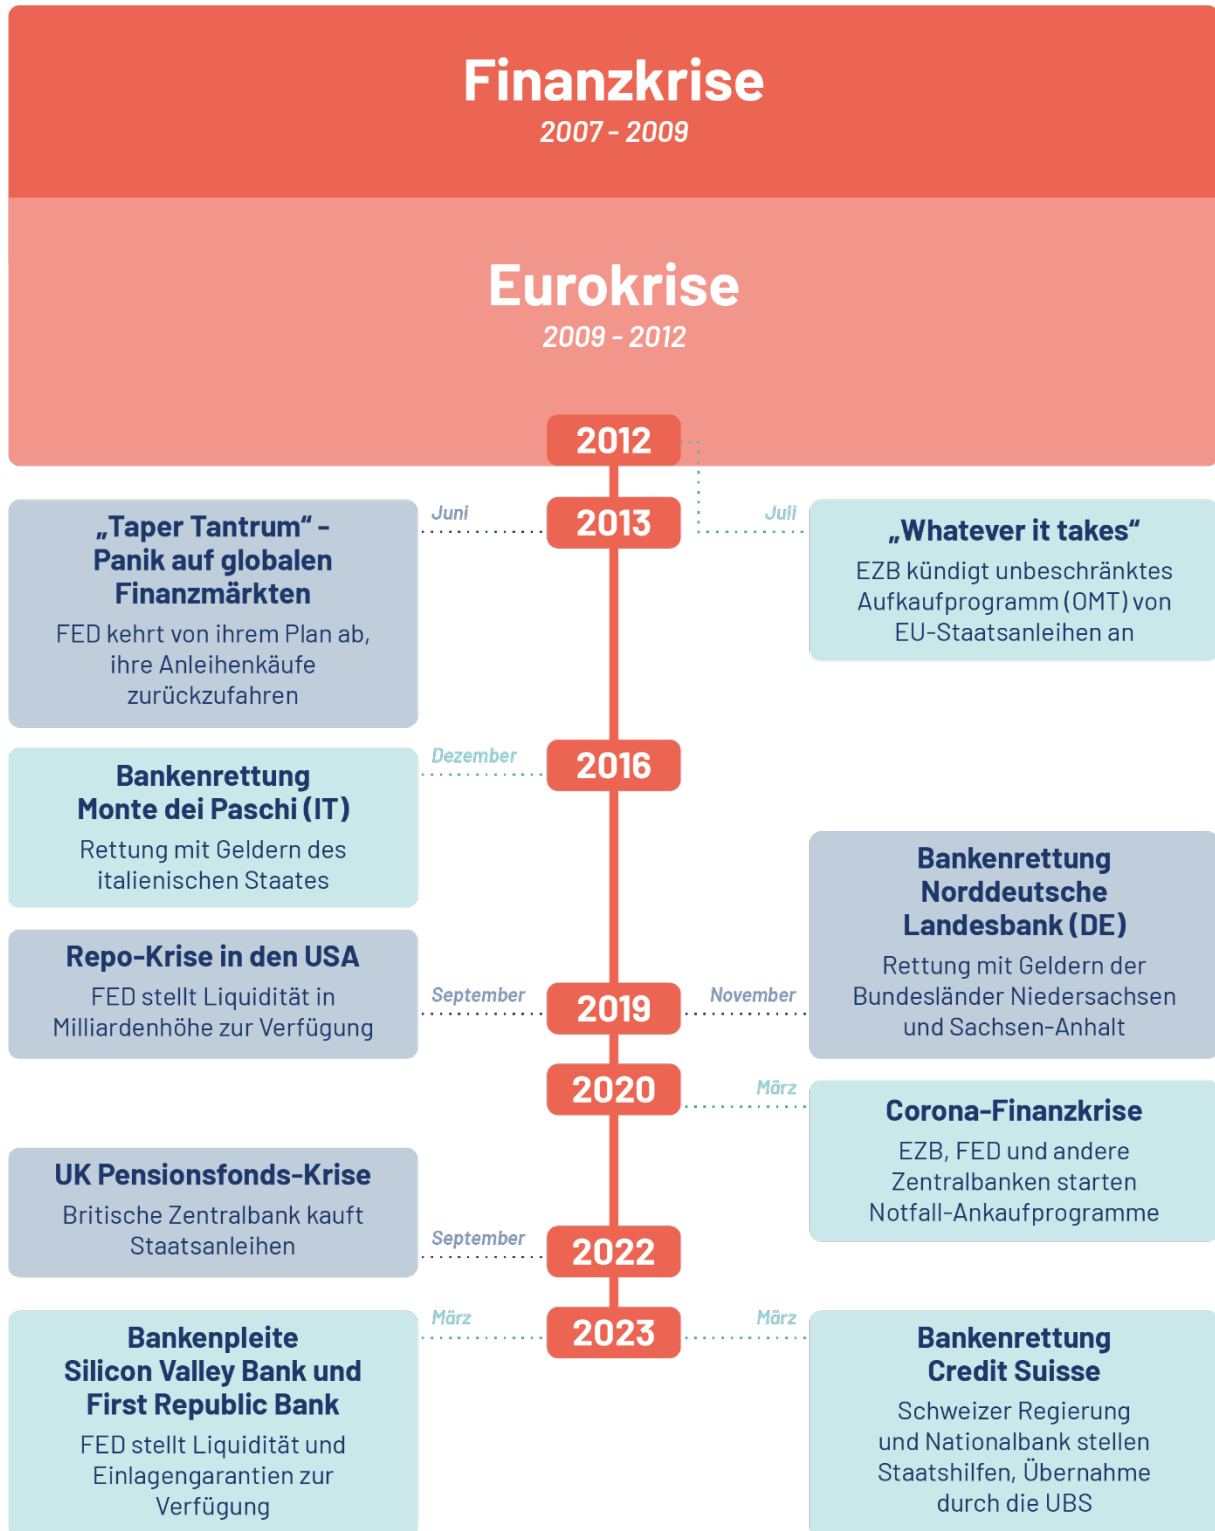 Finanzkrise
2007 - 2009
Eurokrise
2009 - 2012
2012
Juli
„Whatever it takes“
EZB kündigt unbeschränktes
Aufkaufprogramm (OMT) von
EU-Staatsanleihen an
2013
Juni
„Taper Tantrum“ -
Panik auf globalen
Finanzmärkten
FED kehrt von ihrem Plan ab,
ihre Anleihenkäufe
zurückzufahren
2016
Dezember
Bankenrettung
Monte dei Paschi (IT)
Rettung mit Geldern des
italienischen Staates
2019
September
Repo-Krise in den USA
FED stellt Liquidität in
Milliardenhöhe zur Verfügung
November
Bankenrettung
Norddeutsche
Landesbank (DE)
Rettung mit Geldern der
Bundesländer Niedersachsen
und Sachsen-Anhalt
2020
März
Corona-Finanzkrise
EZB, FED und andere
Zentralbanken starten
Notfall-Ankaufprogramme
2022
September
UK Pensionsfonds-Krise
Britische Zentralbank kauft
Staatsanleihen
2023
März
Bankenpleite
Silicon Valley Bank und
First Republic Bank
FED stellt Liquidität und
Einlagengarantien zur
Verfügung
März
Bankenrettung
Credit Suisse
Schweizer Regierung
und Nationalbank stellen
Staatshilfen, Übernahme
durch die UBS